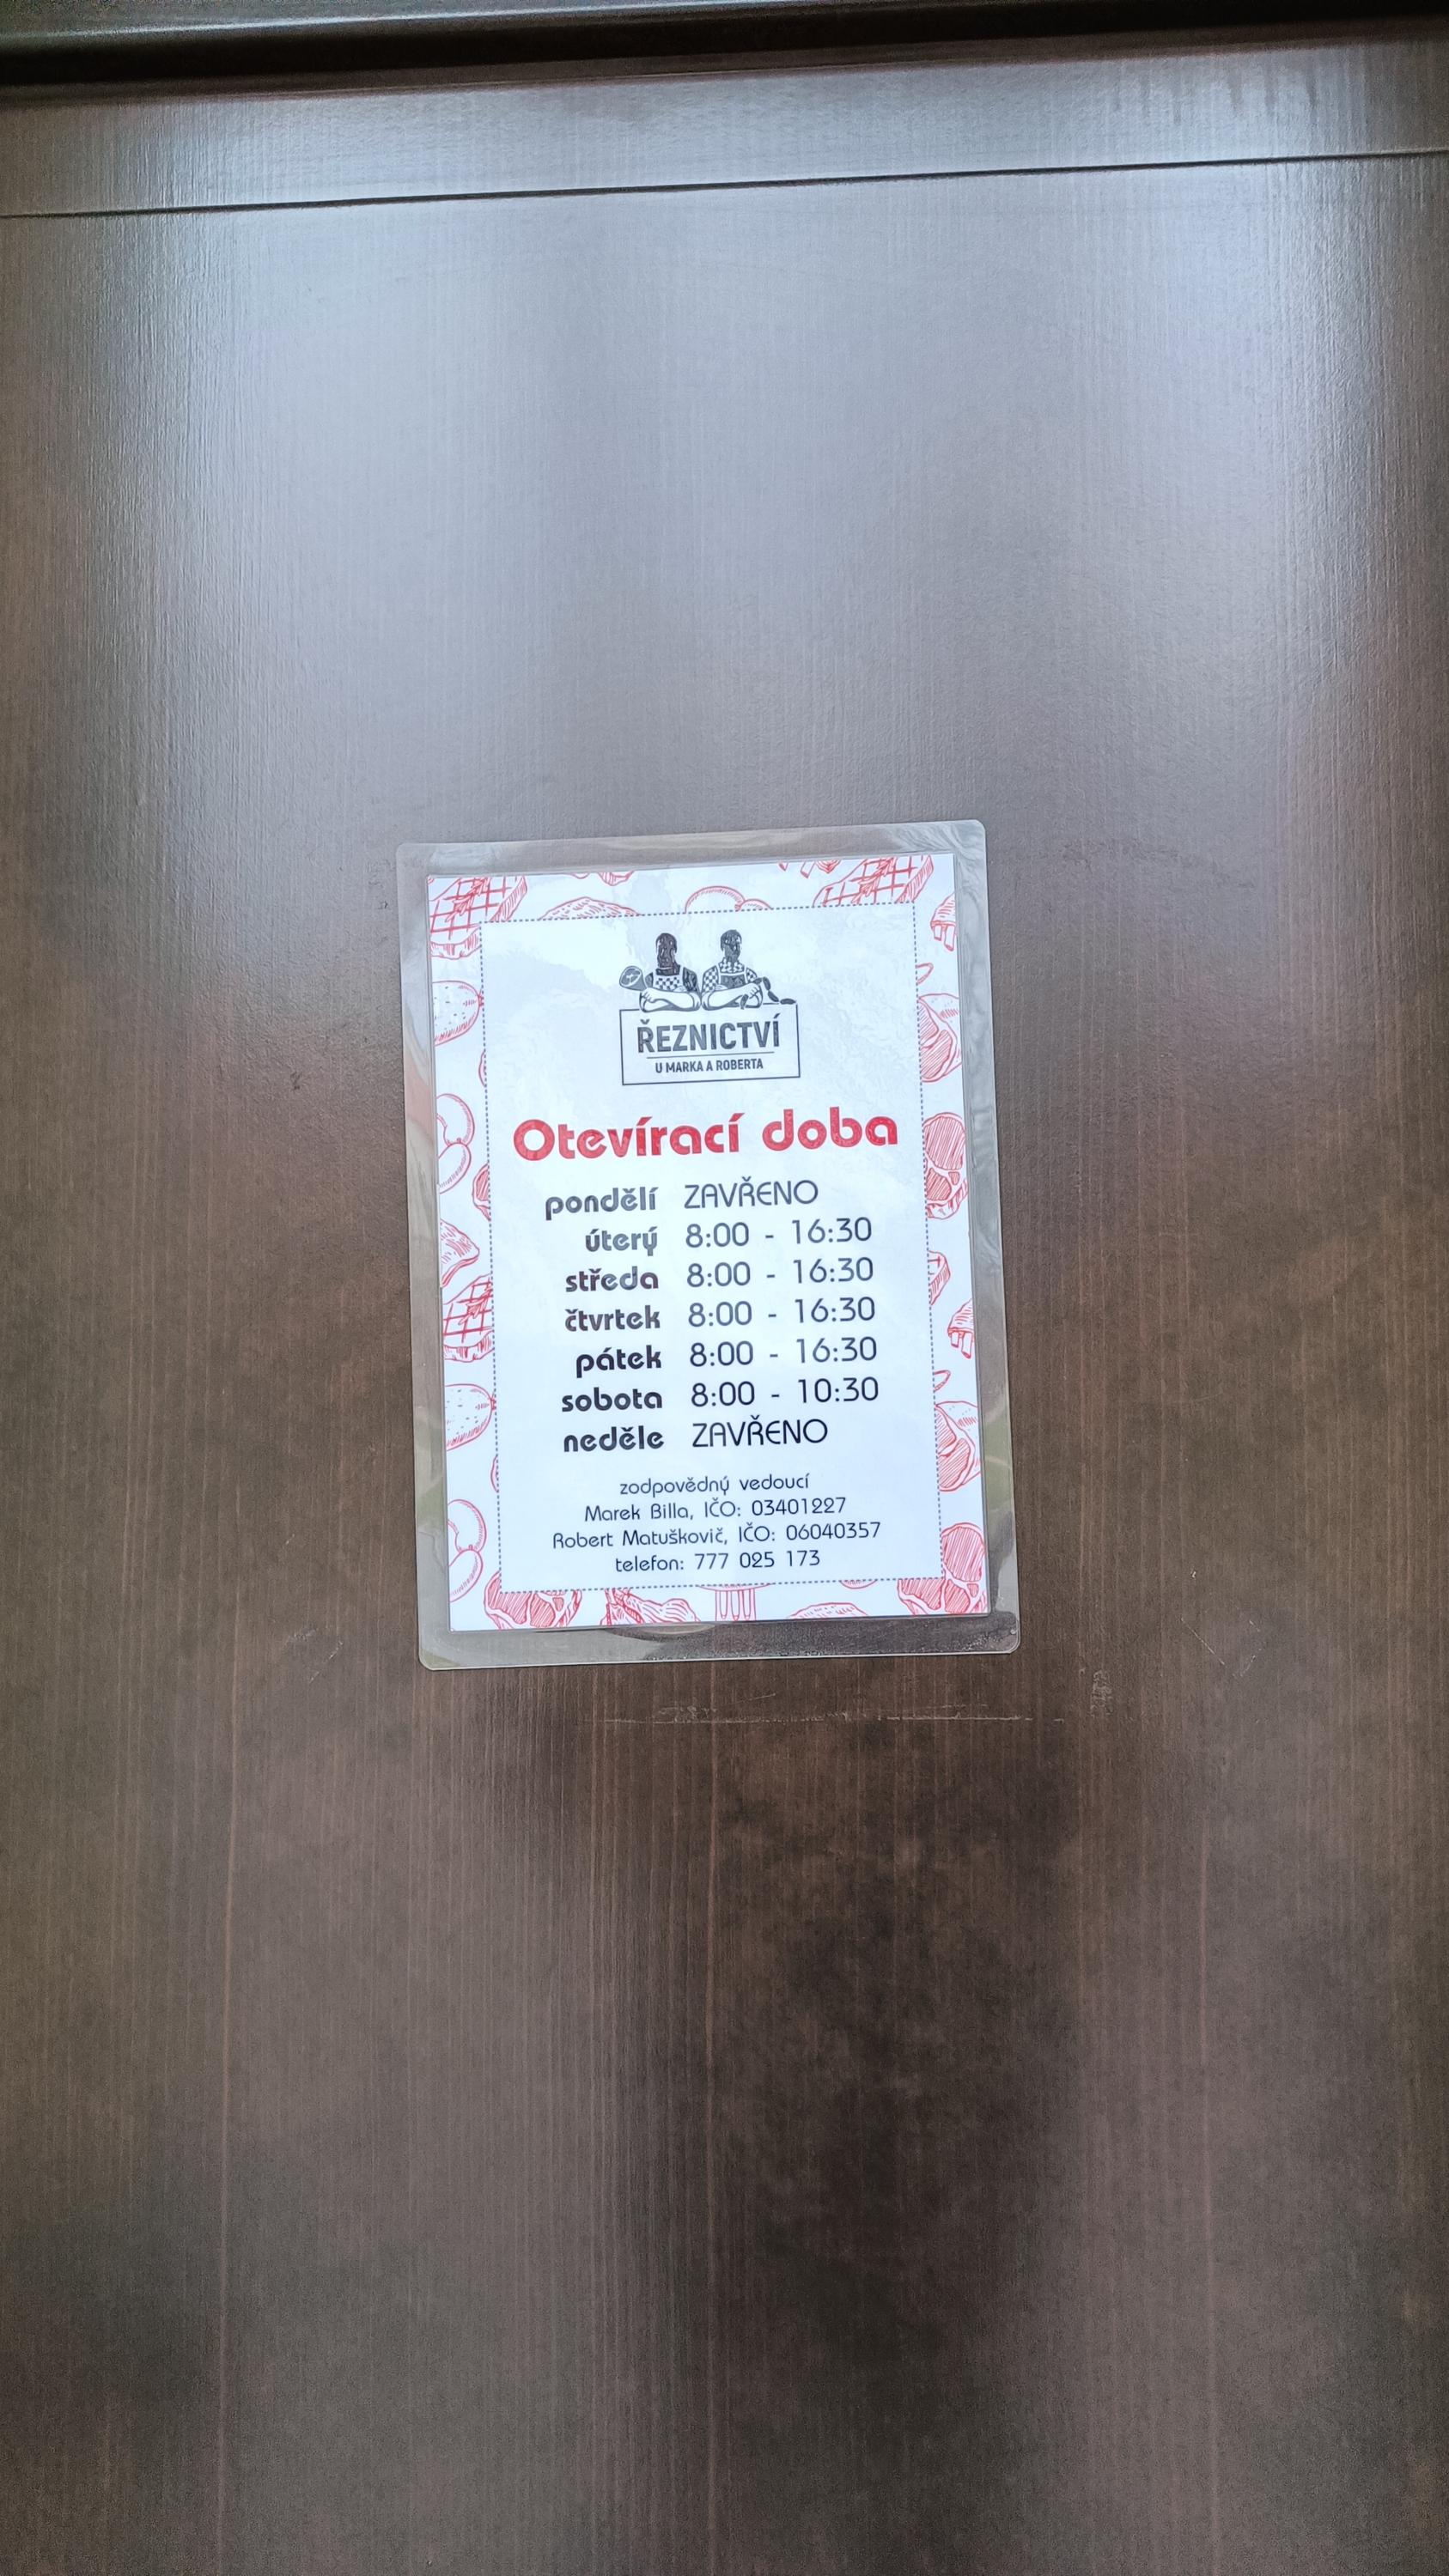 ŘEZNICTVÍ
U MARKA A ROBERTA
Otevírací doba
pondělí ZAVŘENO
úterý 8:00 - 16:30
středa 8:00 - 16:30
čtvrtek 8:00 - 16:30
pátek 8:00 - 16:30
sobota 8:00 - 10:30
neděle ZAVŘENO
zodpovědný vedoucí
Marek Billa, IČO: 03401227
Robert Matuškovič, IČO: 06040357
telefon: 777 025 173